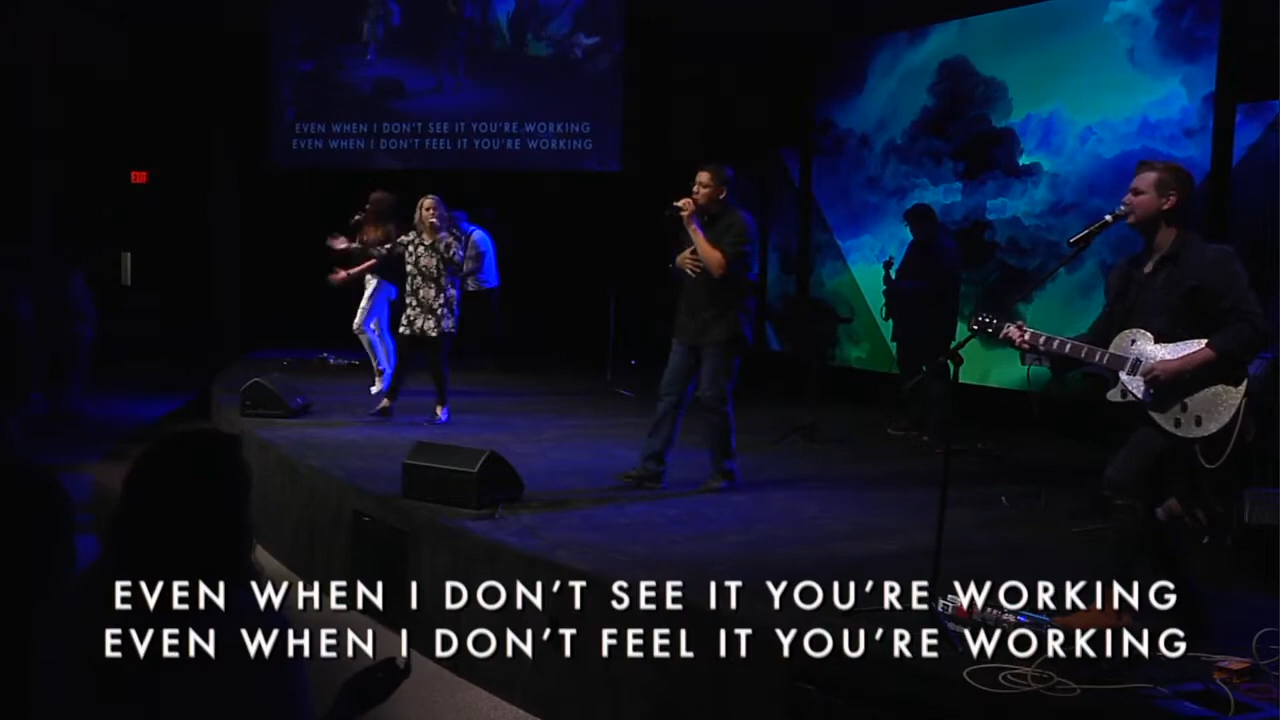 EVEN WHEN I DON'T SEE IT YOU'RE WORKING
EVEN WHEN I DON'T FEEL IT YOU'RE WORKING
EXIT
EVEN WHEN I DON'T SEE IT YOU'RE WORKING
EVEN WHEN I DON'T FEEL IT YOU'RE WORKING